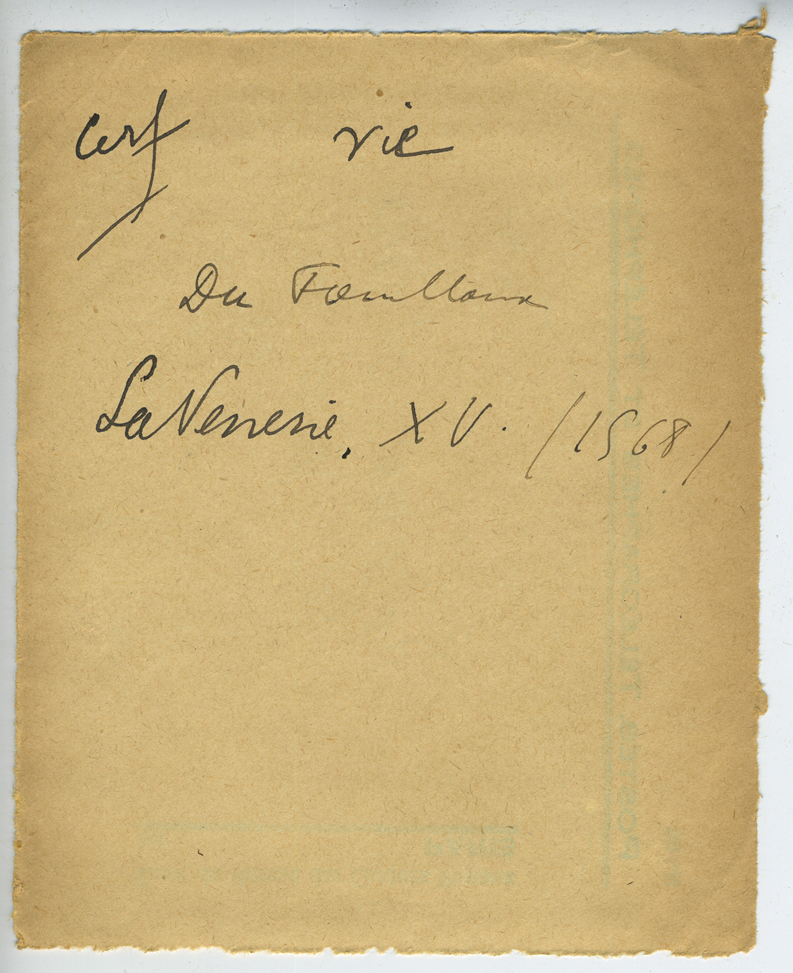 Cerf vie
Du Fouilloux
La Venerie, XV. (1568)